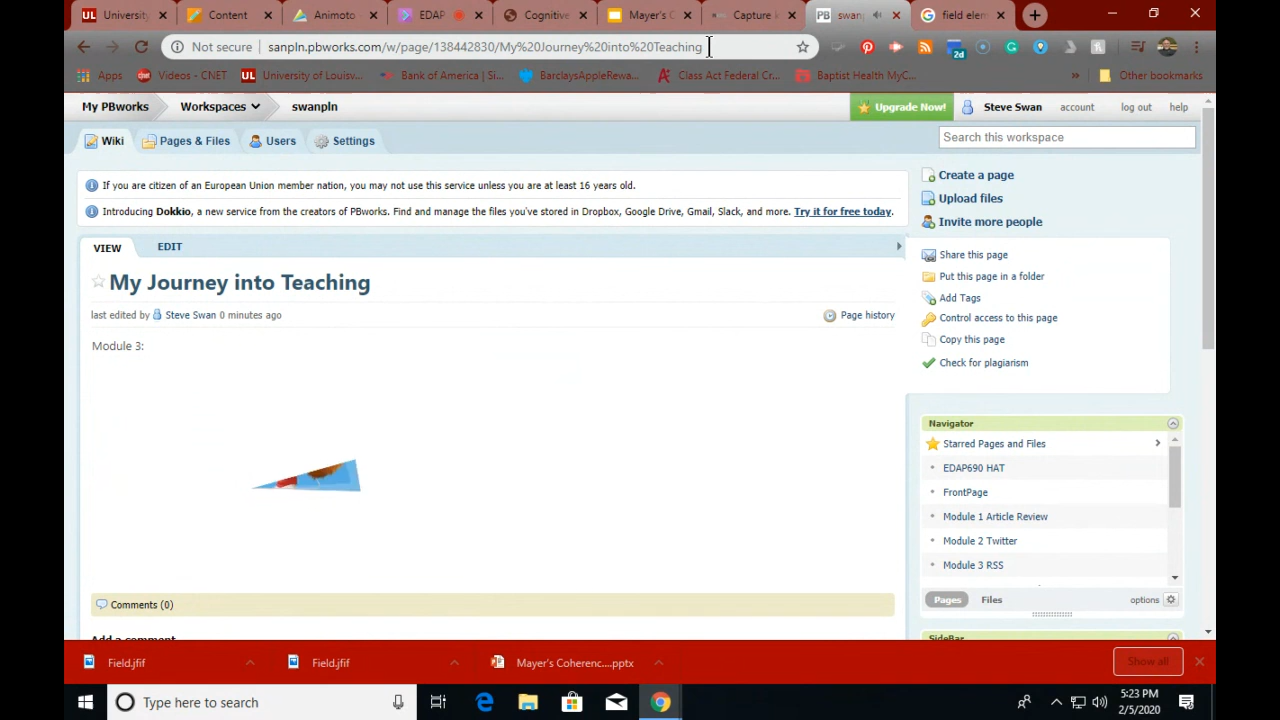 University
Content
Animoto
EDAP
Cognitive
Mayer's C
Capture
swan
field elem
Not secure
sanpln.pbworks.com/w/page/138442830/My%20Journey%20into%20Teaching
2d
Apps
Videos - CNET
University of Louisv...
Bank of America | Si...
BarclaysAppleRewa...
Class Act Federal Cr...
Baptist Health MyC...
»
Other bookmarks
My PBworks
Workspaces
swanpln
Upgrade Now!
Steve Swan
account
log out
help
Wiki
Pages & Files
Users
Settings
Search this workspace
If you are citizen of an European Union member nation, you may not use this service unless you are at least 16 years old.
Introducing Dokkio, a new service from the creators of PBworks. Find and manage the files you've stored in Dropbox, Google Drive, Gmail, Slack, and more. Try it for free today.
Create a page
Upload files
Invite more people
VIEW
EDIT
My Journey into Teaching
last edited by Steve Swan 0 minutes ago
Page history
Module 3:
Share this page
Put this page in a folder
Add Tags
Control access to this page
Copy this page
Check for plagiarism
Navigator
Starred Pages and Files
EDAP690 HAT
FrontPage
Module 1 Article Review
Module 2 Twitter
Module 3 RSS
Pages
Files
options
Comments (0)
Add a comment
SideBar
Field.jfif
Field.jfif
Mayer's Coherenc....pptx
Show all
Type here to search
5:23 PM
2/5/2020